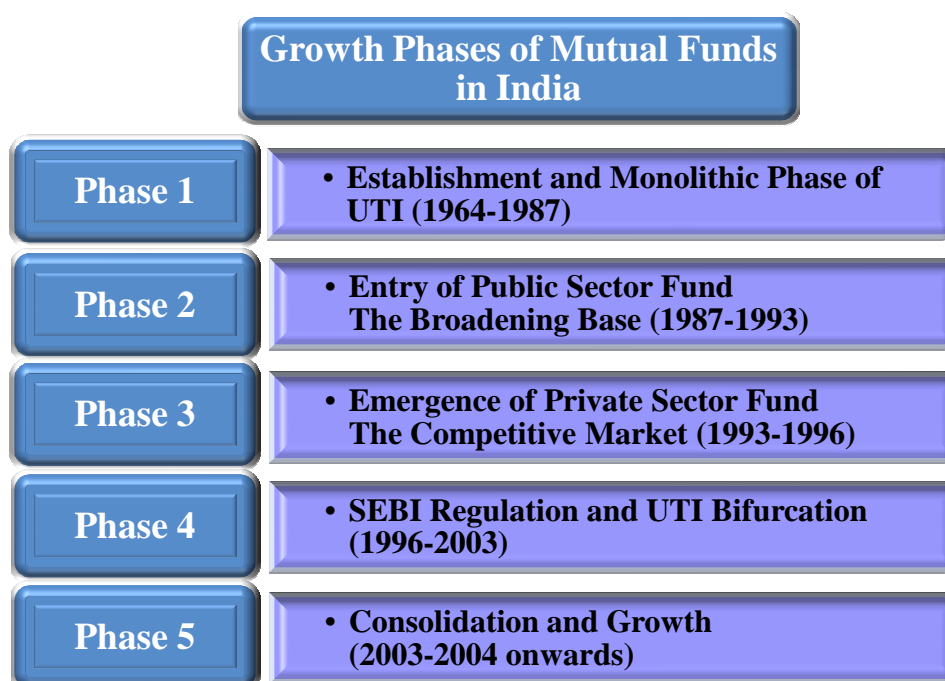 Growth Phases of Mutual Funds
in India
Phase 1
• Establishment and Monolithic Phase of
UTI (1964-1987)
Phase 2
• Entry of Public Sector Fund
The Broadening Base (1987-1993)
Phase 3
• Emergence of Private Sector Fund
The Competitive Market (1993-1996)
Phase 4
• SEBI Regulation and UTI Bifurcation
(1996-2003)
Phase 5
• Consolidation and Growth
(2003-2004 onwards)